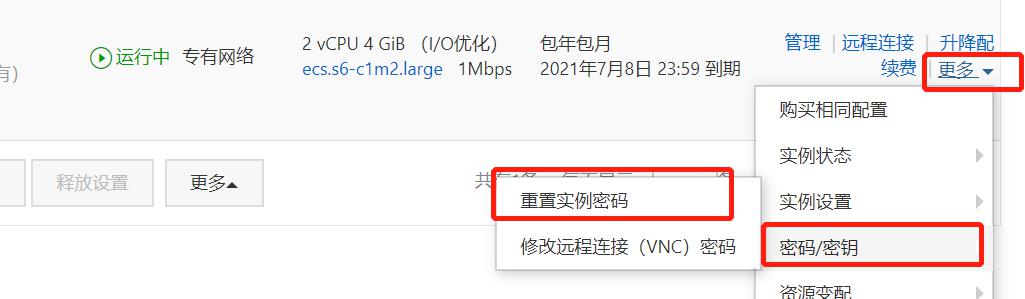 运行中 专有网络 2 vCPU 4 GiB （I/O优化） 包年包月 管理 远程连接 升降配
有） ecs.s6-c1m2.large 1Mbps 2021年7月8日 23:59 到期 续费 更多
购买相同配置
实例状态
释放设置 更多
重置实例密码 实例设置
修改远程连接（VNC）密码 密码/密钥
资源变配